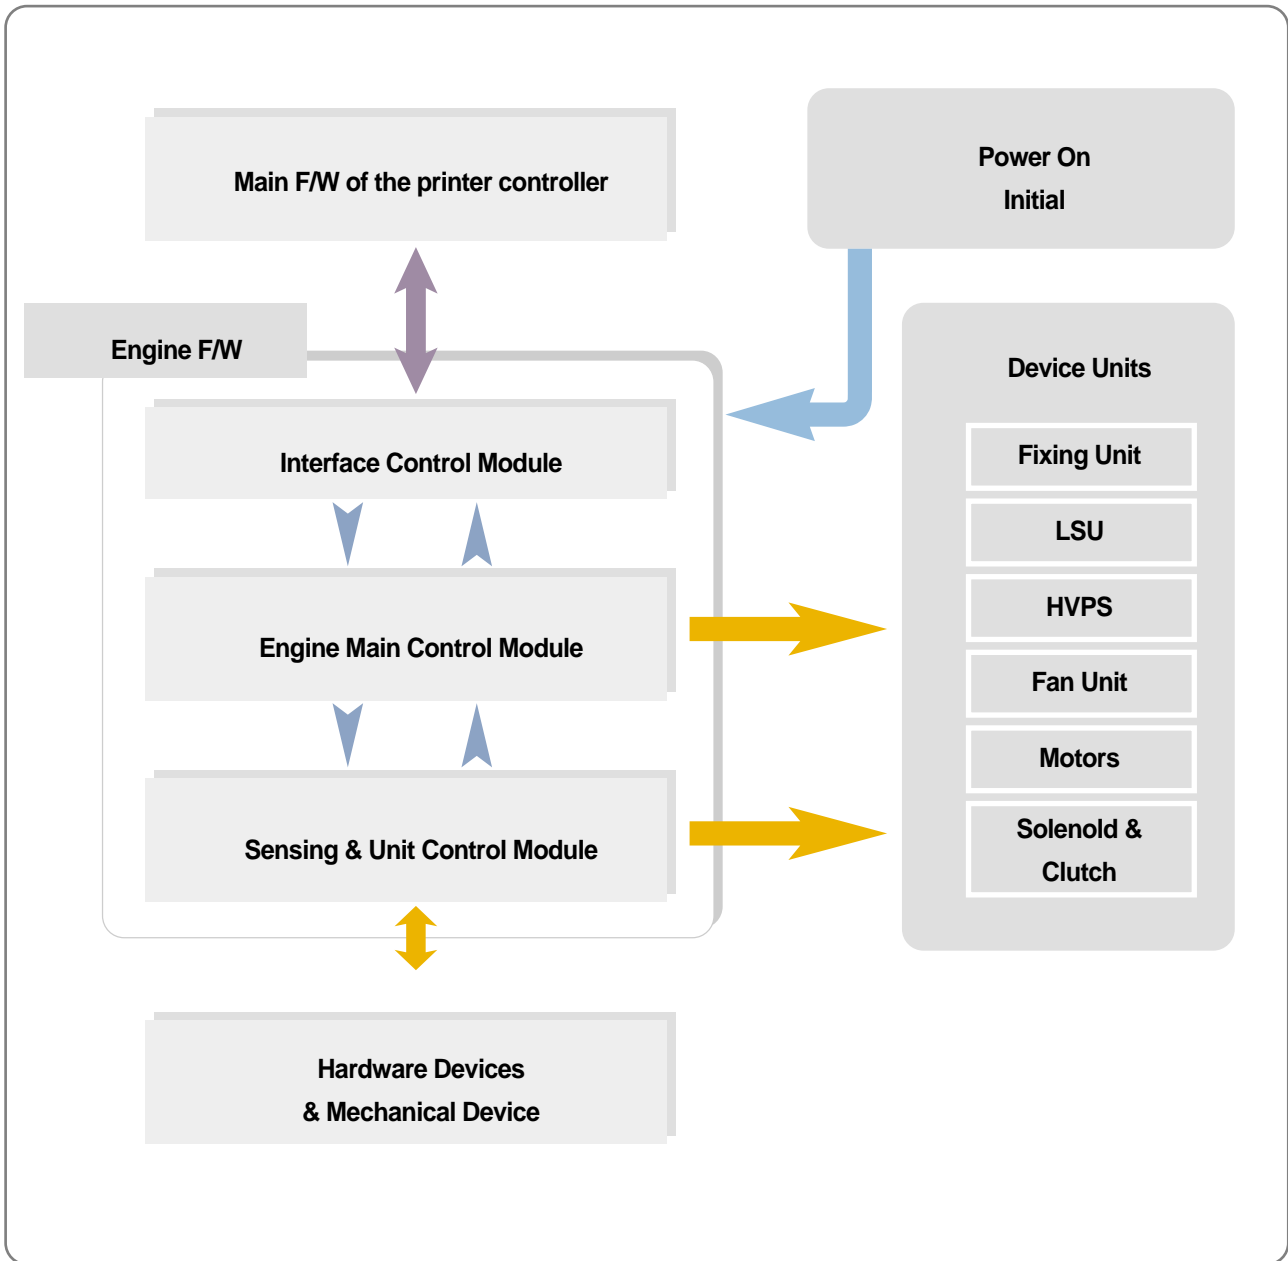 Main F/W of the printer controller
Power On
Initial
Engine F/W
Interface Control Module
Engine Main Control Module
Sensing & Unit Control Module
Hardware Devices
& Mechanical Device
Device Units
Fixing Unit
LSU
HVPS
Fan Unit
Motors
Solenold &
Clutch